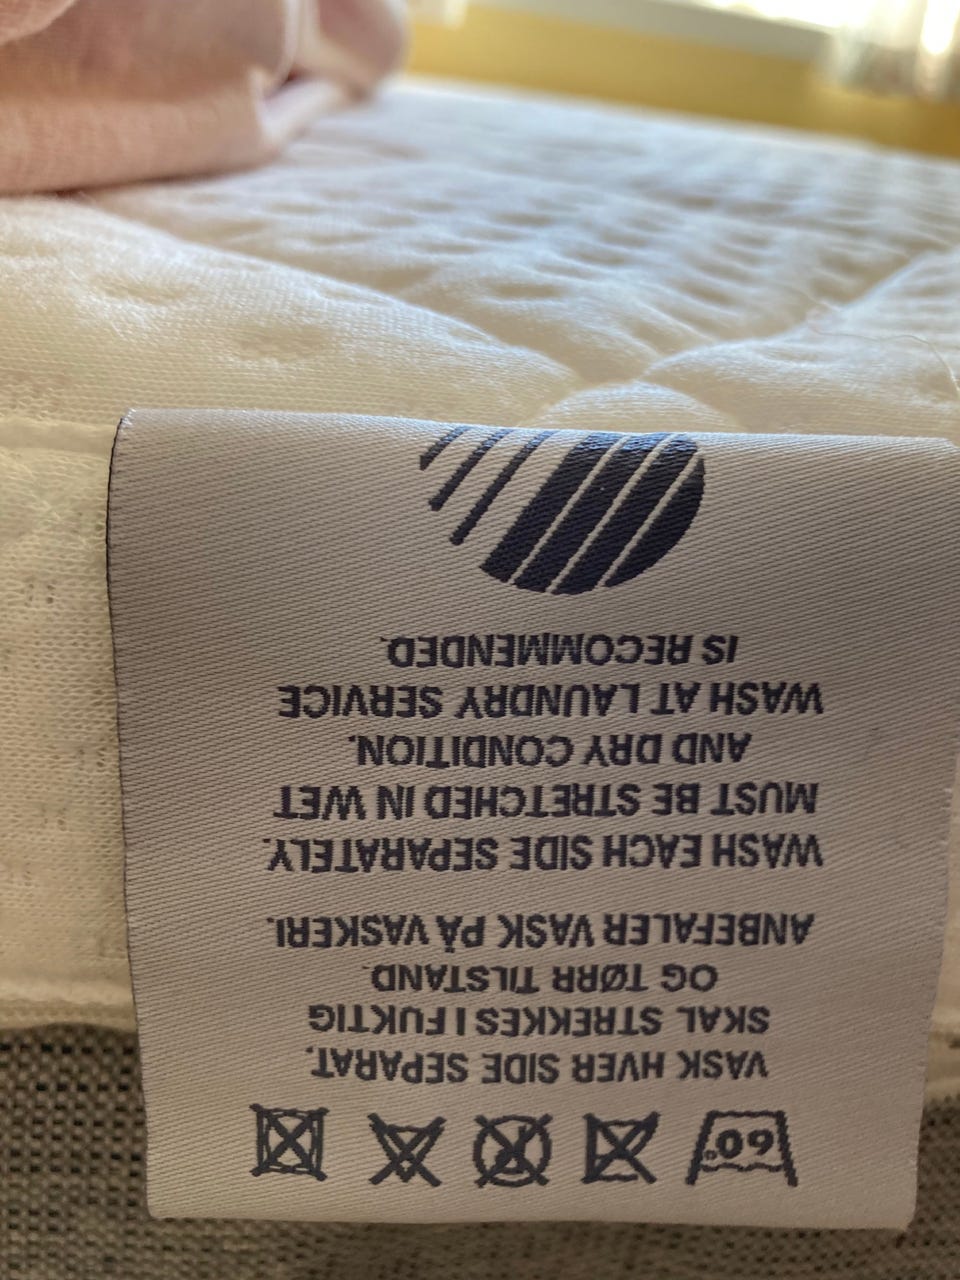 60°
VASK HVER SIDE SEPARAT.
SKAL STREKKES I FUKTIG
OG TØRR TILSTAND.
ANBEFALER VASK PÅ VASKERI.
WASH EACH SIDE SEPARATELY.
MUST BE STRETCHED IN WET
AND DRY CONDITION.
WASH AT LAUNDRY SERVICE
IS RECOMMENDED.